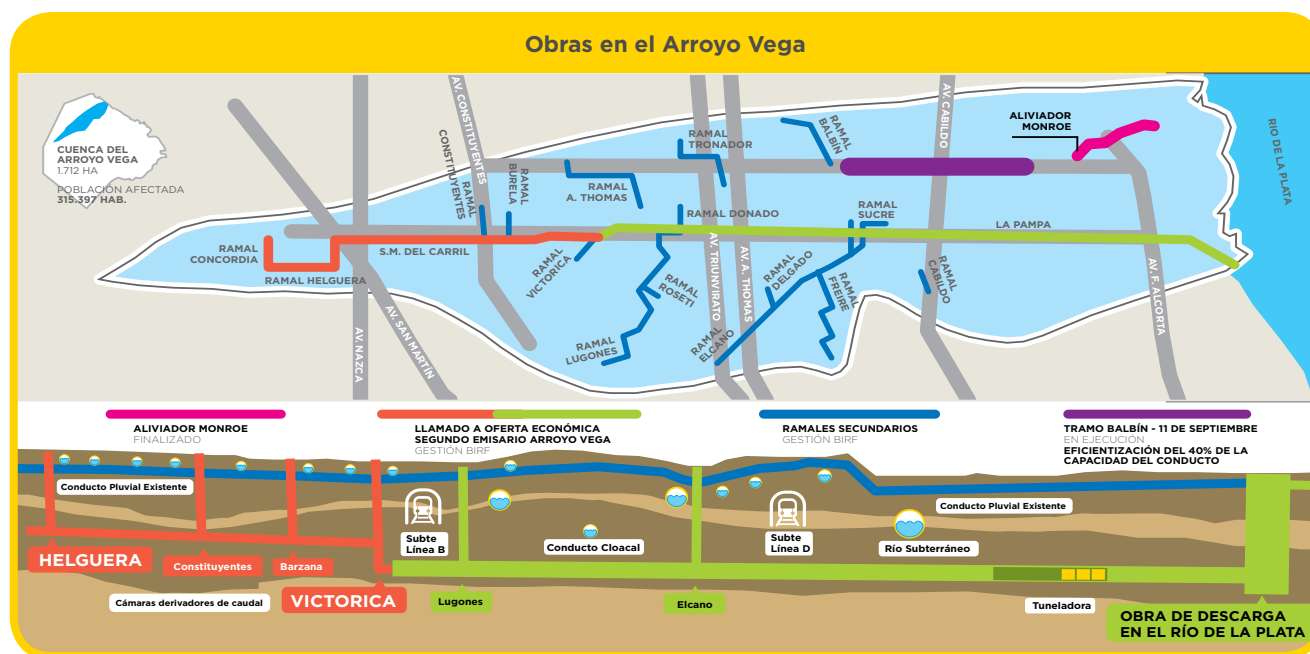 Obras en el Arroyo Vega
CUENCA DEL
ARROYO VEGA
1.712 HA
POBLACIÓN AFECTADA
315.397 HAB.
AV. CONSTITUYENTES
RAMAL
CONSTITUYENTES
RAMAL
BURELA
RAMAL
A. THOMAS
RAMAL
TRONADOR
RAMAL
BALBÍN
AV. CABILDO
ALIVIADOR
MONROE
RIO DE LA PLATA
RAMAL
CONCORDIA
RAMAL HELGUERA
S.M. DEL CARRIL
RAMAL
VICTORICA
RAMAL DONADO
RAMAL
ROSETI
RAMAL
LUGONES
AV. TRIUNVIRATO
AV. A. THOMAS
RAMAL
ELCANO
RAMAL
DELGADO
RAMAL
SUCRE
RAMAL
FREIRE
LA PAMPA
RAMAL
CABILDO
AV. F. ALCORTA
AV. NAZCA
AV. SAN MARTÍN
ALIVIADOR MONROE
FINALIZADO
LLAMADO A OFERTA ECONÓMICA
SEGUNDO EMISARIO ARROYO VEGA
GESTIÓN BIRF
RAMALES SECUNDARIOS
GESTIÓN BIRF
TRAMO BALBÍN - 11 DE SEPTIEMBRE
EN EJECUCIÓN
EFICIENTIZACIÓN DEL 40% DE LA
CAPACIDAD DEL CONDUCTO
Conducto Pluvial Existente
Conducto Pluvial Existente
Subte
Línea B
Conducto Cloacal
Subte
Línea D
Río Subterráneo
HELGUERA
Constituyentes
Barzana
Cámaras derivadores de caudal
VICTORICA
Lugones
Elcano
Tuneladora
OBRA DE DESCARGA
EN EL RÍO DE LA PLATA